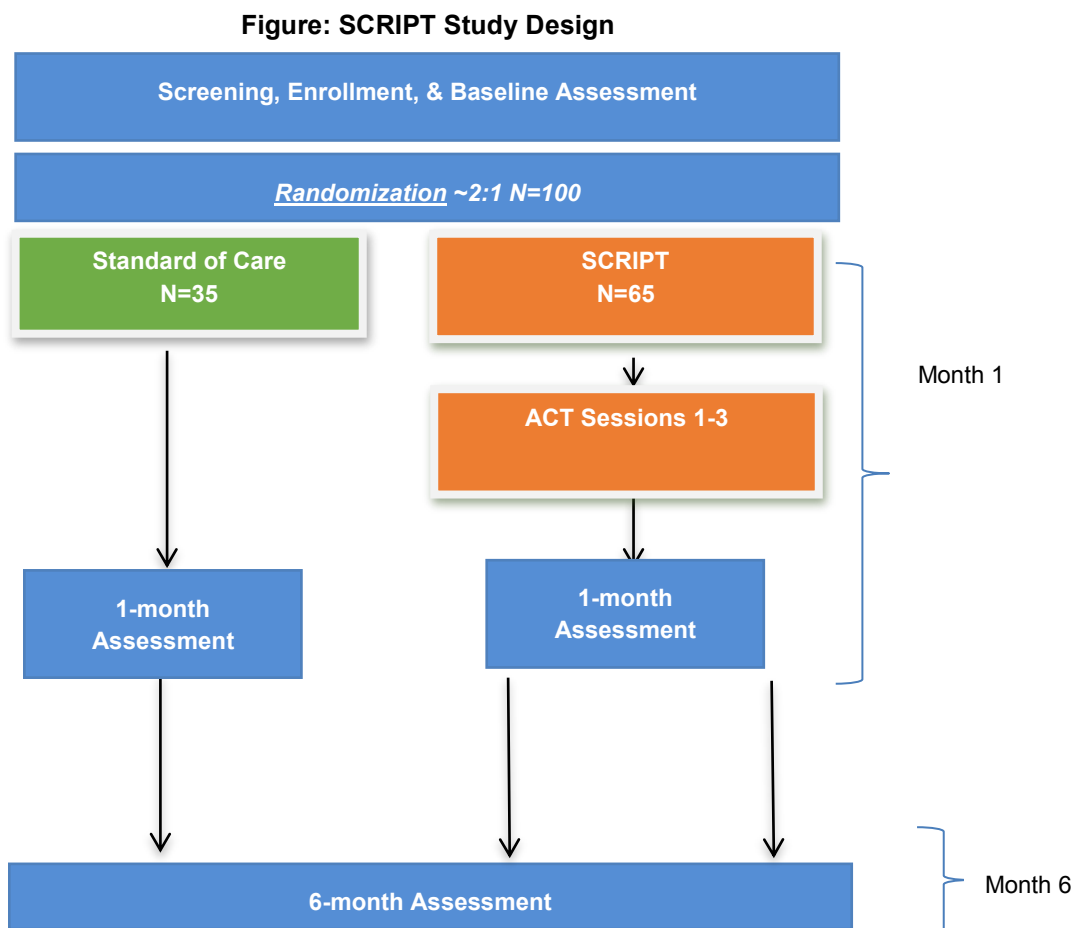 Figure: SCRIPT Study Design
Screening, Enrollment, & Baseline Assessment
Randomization ~2:1 N=100
Standard of Care
N=35
SCRIPT
N=65
Month 1
ACT Sessions 1-3
1-month
Assessment
1-month
Assessment
6-month Assessment
Month 6